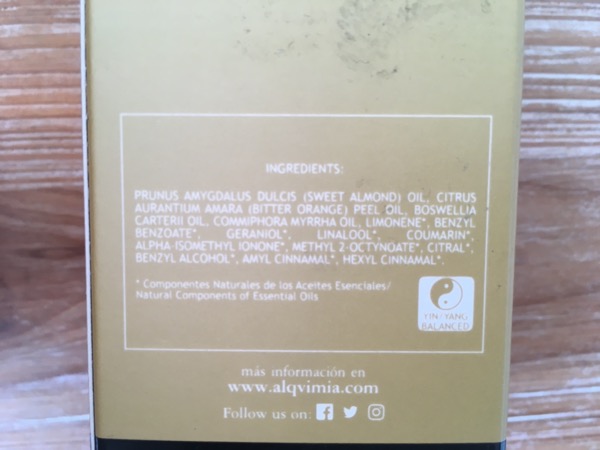 INGREDIENTS:
PRUNUS AMYGDALUS DULCIS (SWEET ALMOND) OIL, CITRUS
AURANTIUM AMARA (BITTER ORANGE) PEEL OIL, BOSWELLIA
CARTERII OIL, COMMIPHORA MYRRHA OIL, LIMONENE*, BENZYL
BENZOATE*, GERANIOL*, LINALOOL*, COUMARIN*,
ALPHA-ISOMETHYL IONONE*, METHYL 2-OCTYNOATE*, CITRAL*,
BENZYL ALCOHOL*, AMYL CINNAMAL*, HEXYL CINNAMAL*.
* Componentes Naturales de los Aceites Esenciales/
Natural Components of Essential Oils
YIN-YANG
BALANCED
más información en
www.alqvimia.com
Follow us on: